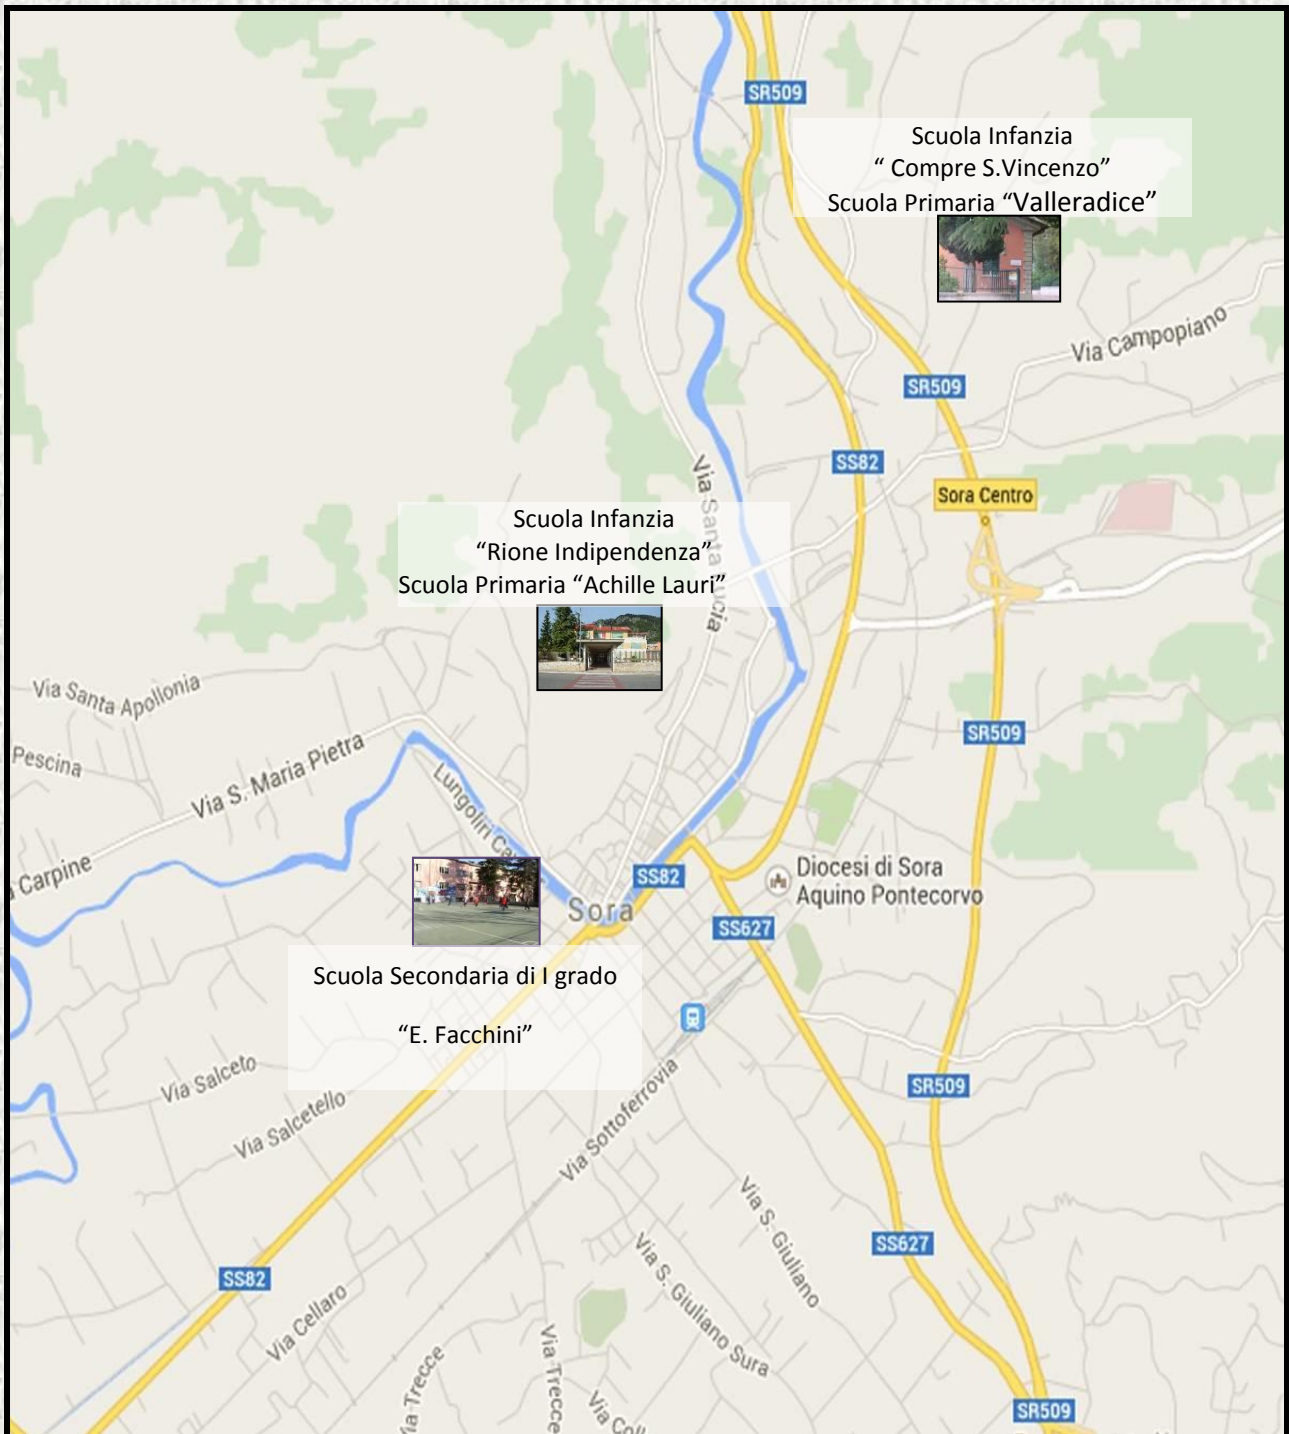 SR509
Scuola Infanzia
“ Compre S.Vincenzo”
Scuola Primaria “Valleradice”
Via Campopiano
SR509
SS82
Sora Centro
Via Santa Lucia
Scuola Infanzia
“Rione Indipendenza”
Scuola Primaria “Achille Lauri”
Via Santa Apollonia
Pescina
Via S. Maria Pietra
SR509
Lungoliri
Carpine
SS82
Diocesi di Sora
Aquino Pontecorvo
Sora
SS627
Scuola Secondaria di I grado
“E. Facchini”
Via Salceto
Via Salcetello
Via Sottoferrovia
SR509
Via S. Giuliano
SS627
Via S. Giuliano Sura
SS82
Via Cellaro
Via Trecce
Via Trecce
Via
SR509